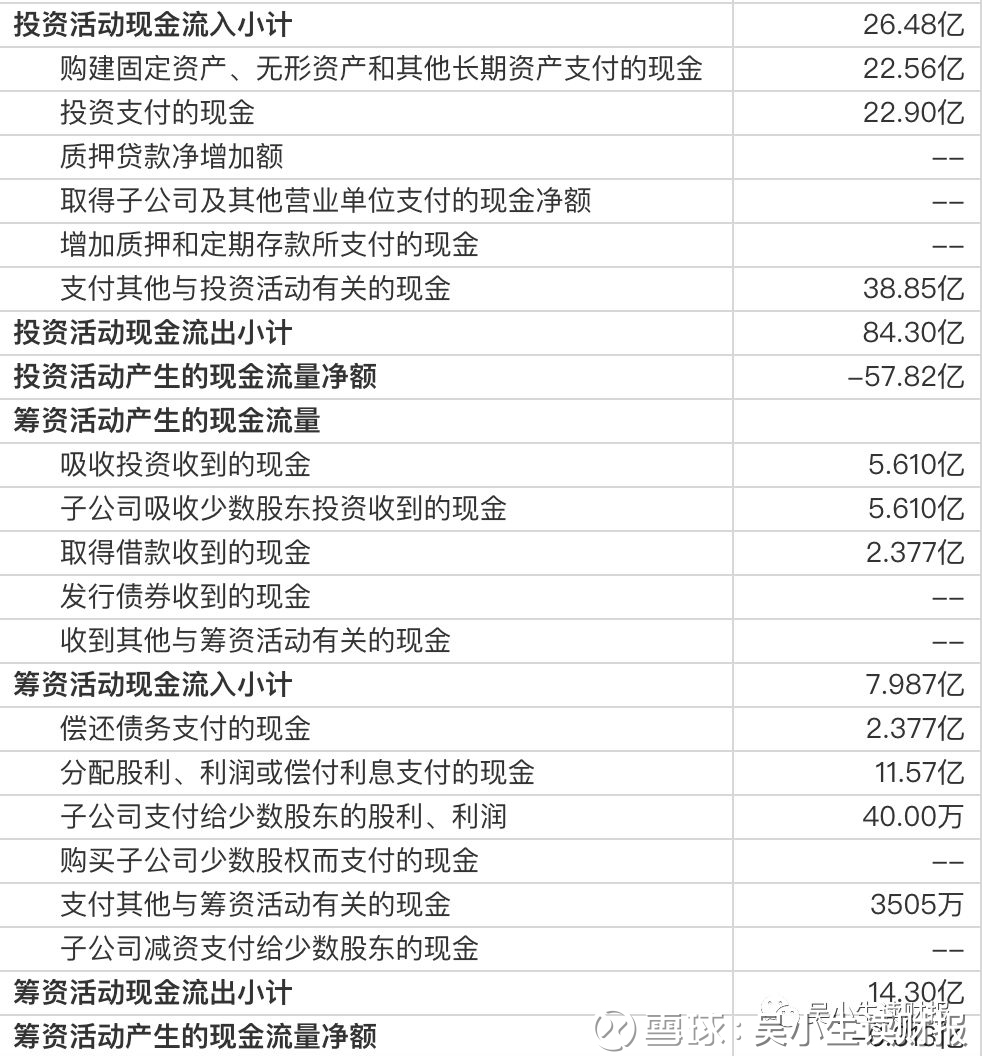 投资活动现金流入小计 26.48亿
购建固定资产、无形资产和其他长期资产支付的现金 22.56亿
投资支付的现金 22.90亿
质押贷款净增加额 --
取得子公司及其他营业单位支付的现金净额 --
增加质押和定期存款所支付的现金 --
支付其他与投资活动有关的现金 38.85亿
投资活动现金流出小计 84.30亿
投资活动产生的现金流量净额 -57.82亿
筹资活动产生的现金流量
吸收投资收到的现金 5.610亿
子公司吸收少数股东投资收到的现金 5.610亿
取得借款收到的现金 2.377亿
发行债券收到的现金 --
收到其他与筹资活动有关的现金 --
筹资活动现金流入小计 7.987亿
偿还债务支付的现金 2.377亿
分配股利、利润或偿付利息支付的现金 11.57亿
子公司支付给少数股东的股利、利润 40.00万
购买子公司少数股权而支付的现金 --
支付其他与筹资活动有关的现金 3505万
子公司减资支付给少数股东的现金 --
筹资活动现金流出小计 14.30亿
吴小生读财报
筹资活动产生的现金流量净额
雪球：吴小生读财报